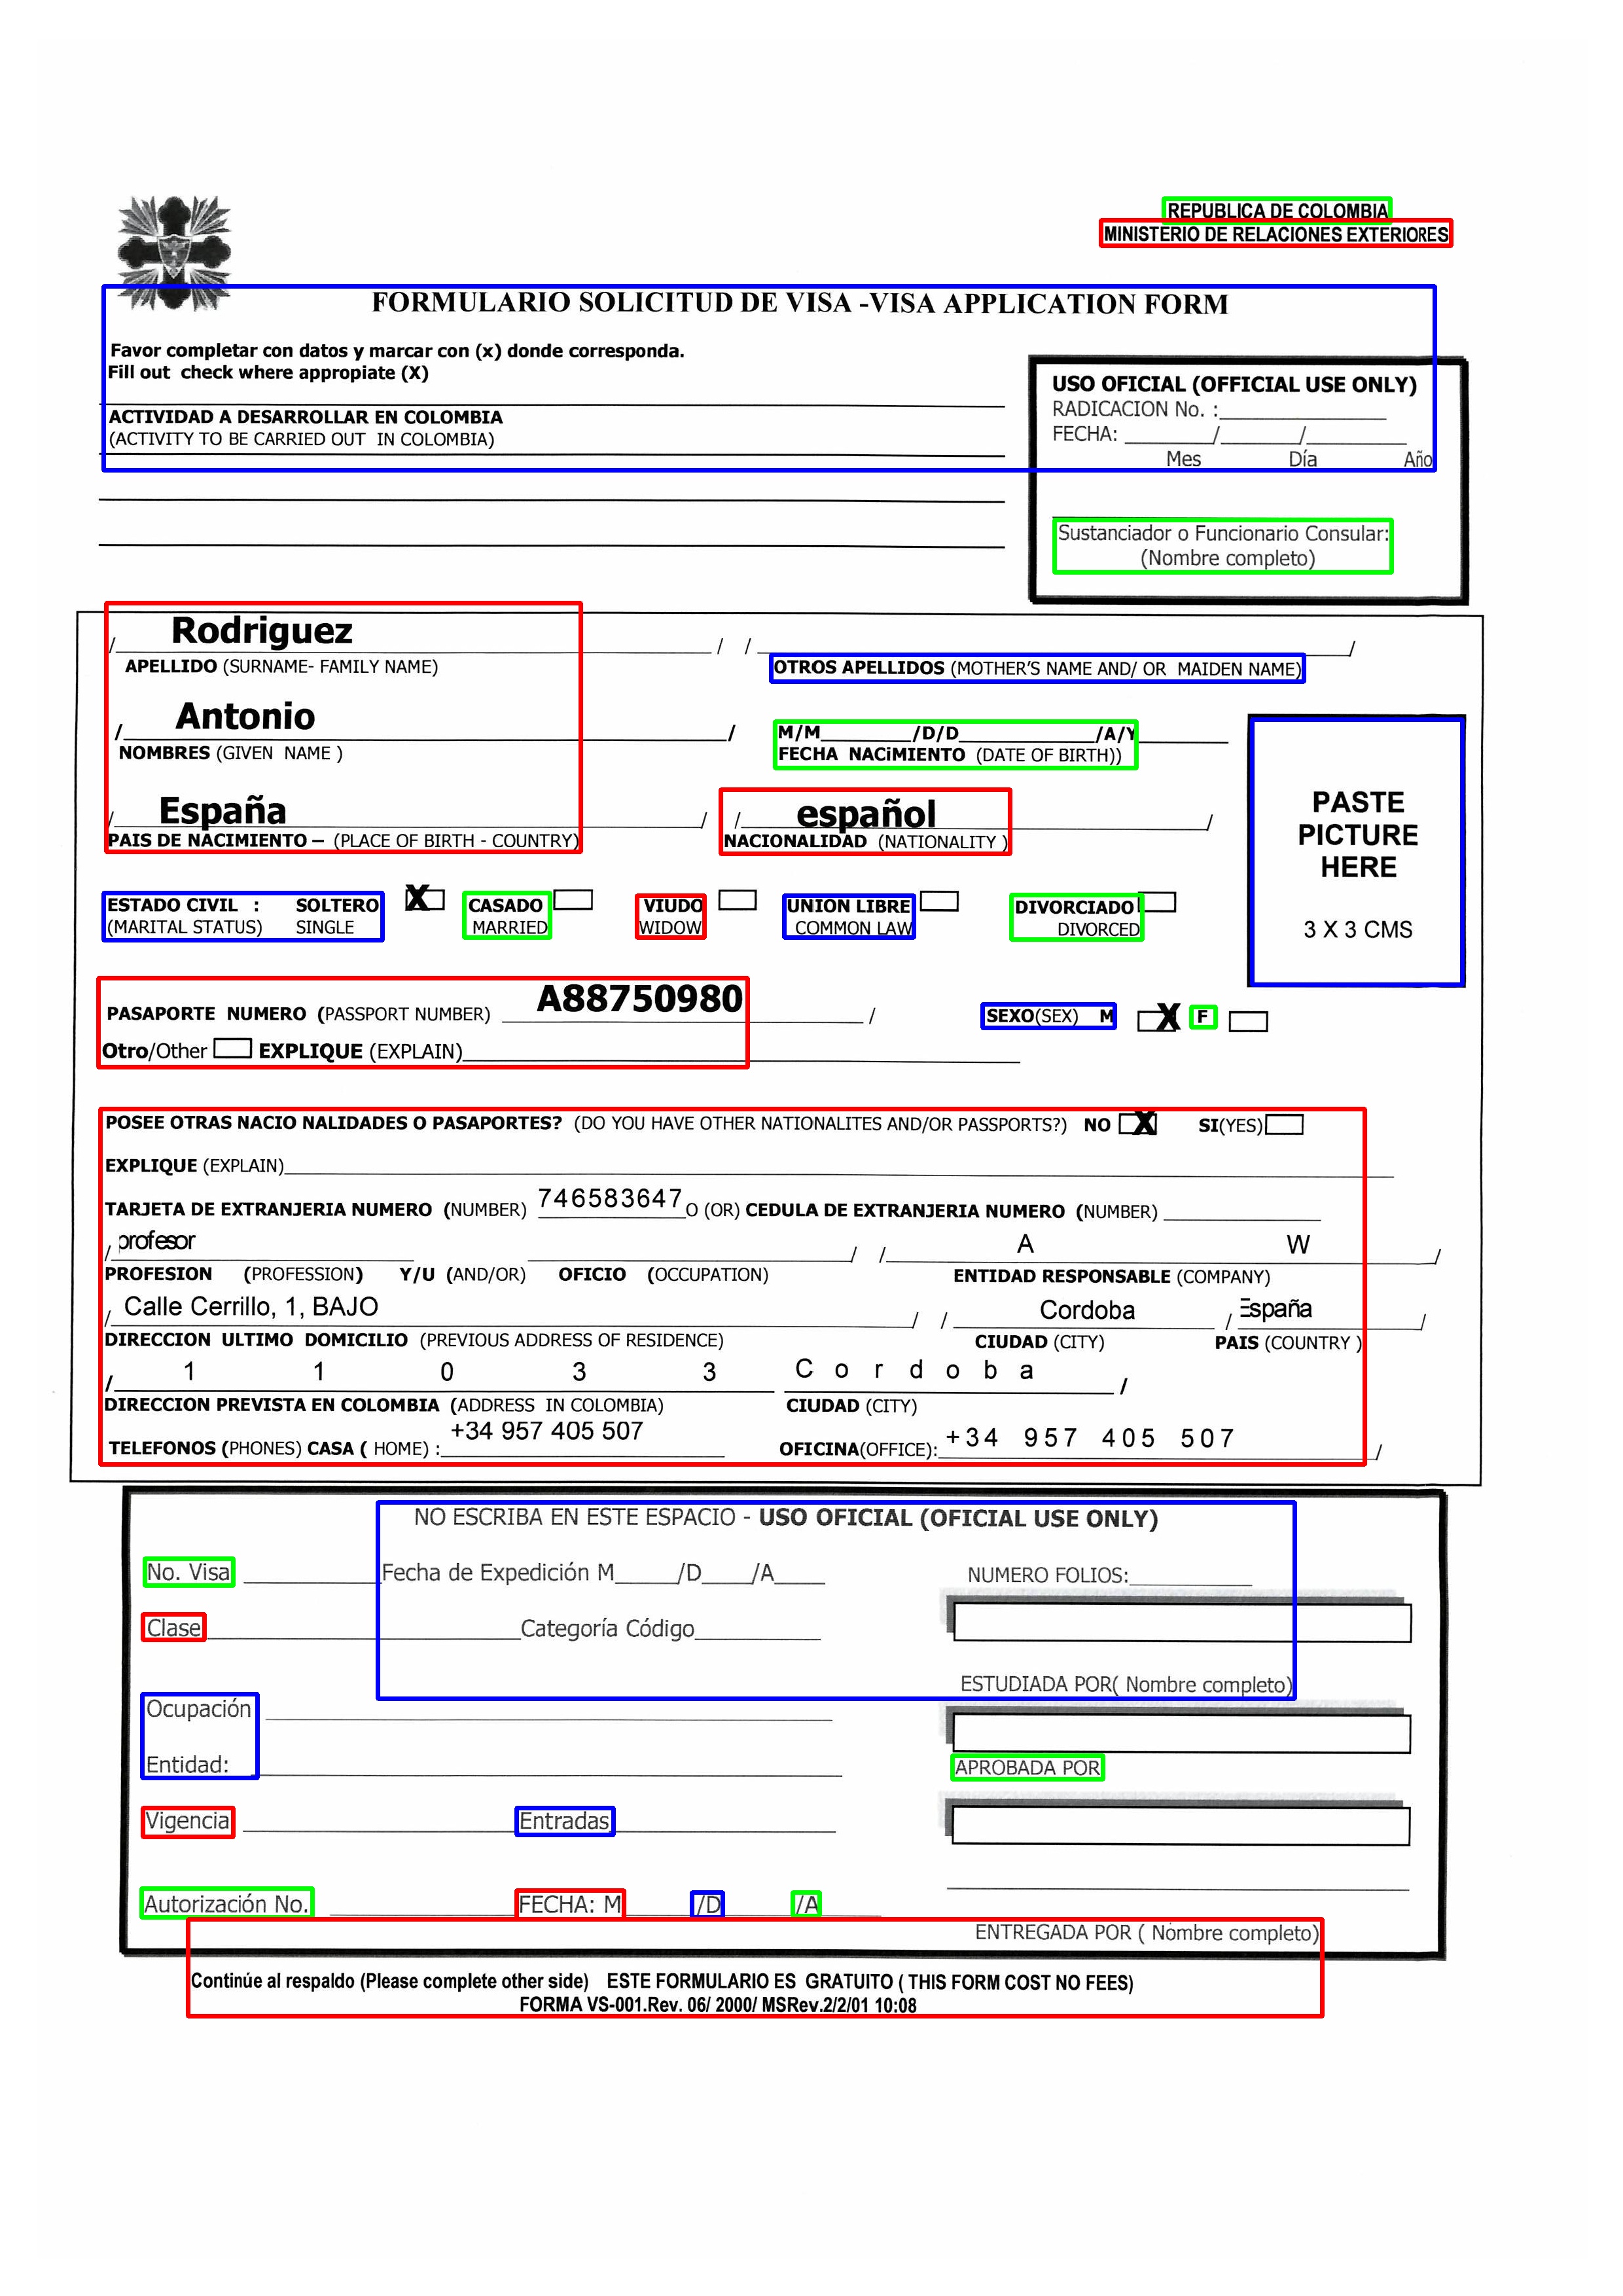 REPUBLICA DE COLOMBIA
MINISTERIO DE RELACIONES EXTERIORES
FORMULARIO SOLICITUD DE VISA -VISA APPLICATION FORM
Favor completar con datos y marcar con (x) donde corresponda.
Fill out check where appropiate (X)
ACTIVIDAD A DESARROLLAR EN COLOMBIA
(ACTIVITY TO BE CARRIED OUT IN COLOMBIA)
USO OFICIAL (OFFICIAL USE ONLY)
RADICACION No. :
FECHA: / /
Mes Día Año
Sustanciador o Funcionario Consular:
(Nombre completo)
/ Rodriguez / / /
APELLIDO (SURNAME- FAMILY NAME) OTROS APELLIDOS (MOTHER'S NAME AND/ OR MAIDEN NAME)
/ Antonio / M/M /D/D /A/Y
NOMBRES (GIVEN NAME ) FECHA NACiMIENTO (DATE OF BIRTH))
/ España / / español /
PAIS DE NACIMIENTO – (PLACE OF BIRTH - COUNTRY) NACIONALIDAD (NATIONALITY )
PASTE
PICTURE
HERE
3 X 3 CMS
ESTADO CIVIL : SOLTERO X CASADO VIUDO UNION LIBRE DIVORCIADO
(MARITAL STATUS) SINGLE MARRIED WIDOW COMMON LAW DIVORCED
PASAPORTE NUMERO (PASSPORT NUMBER) A88750980 / SEXO(SEX) M X F
Otro/Other EXPLIQUE (EXPLAIN)
POSEE OTRAS NACIO NALIDADES O PASAPORTES? (DO YOU HAVE OTHER NATIONALITES AND/OR PASSPORTS?) NO X SI(YES)
EXPLIQUE (EXPLAIN)
TARJETA DE EXTRANJERIA NUMERO (NUMBER) 746583647 O (OR) CEDULA DE EXTRANJERIA NUMERO (NUMBER)
/ profesor / / A W /
PROFESION (PROFESSION) Y/U (AND/OR) OFICIO (OCCUPATION) ENTIDAD RESPONSABLE (COMPANY)
/ Calle Cerrillo, 1, BAJO / / Cordoba / España /
DIRECCION ULTIMO DOMICILIO (PREVIOUS ADDRESS OF RESIDENCE) CIUDAD (CITY) PAIS (COUNTRY )
/ 1 1 0 3 3 C o r d o b a /
DIRECCION PREVISTA EN COLOMBIA (ADDRESS IN COLOMBIA) CIUDAD (CITY)
TELEFONOS (PHONES) CASA ( HOME) : +34 957 405 507 OFICINA(OFFICE): +34 957 405 507 /
NO ESCRIBA EN ESTE ESPACIO - USO OFICIAL (OFICIAL USE ONLY)
No. Visa Fecha de Expedición M /D /A NUMERO FOLIOS:
Clase Categoría Código
ESTUDIADA POR( Nombre completo)
Ocupación
Entidad: APROBADA POR
Vigencia Entradas
Autorización No. FECHA: M /D /A
ENTREGADA POR ( Nombre completo)
Continúe al respaldo (Please complete other side) ESTE FORMULARIO ES GRATUITO ( THIS FORM COST NO FEES)
FORMA VS-001.Rev. 06/ 2000/ MSRev.2/2/01 10:08